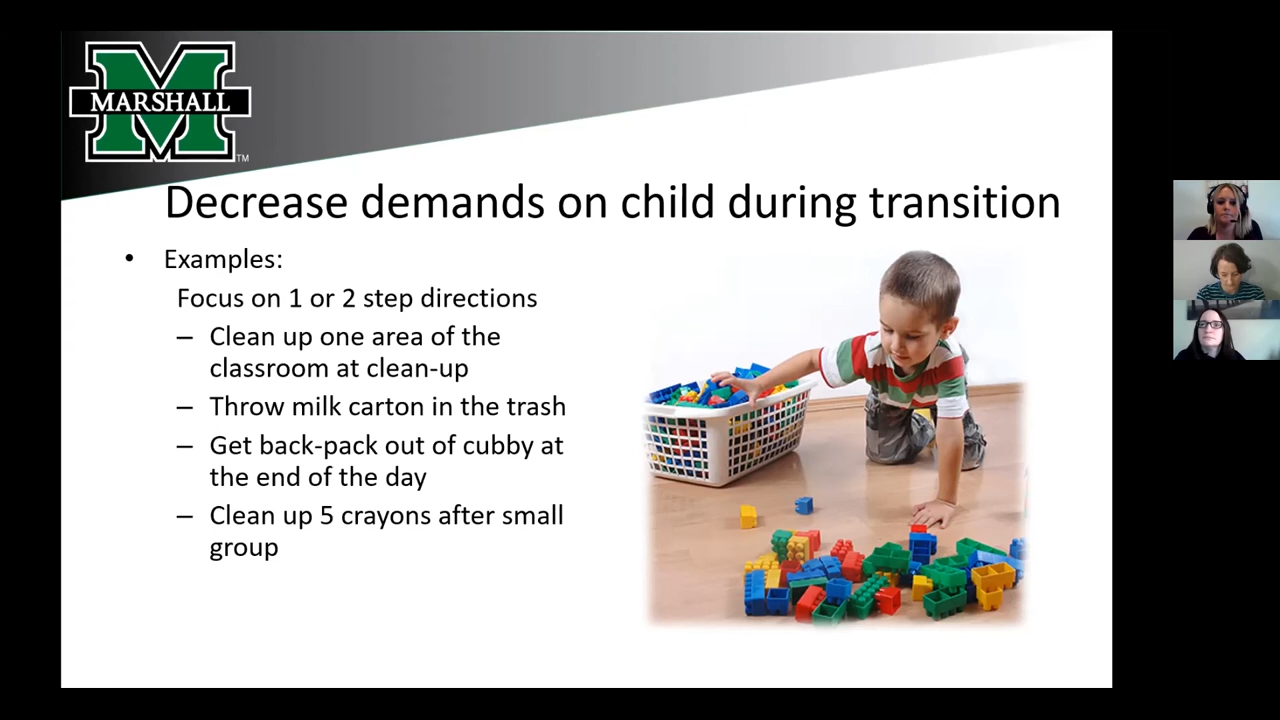 MARSHALL
TM
Decrease demands on child during transition
• Examples:
Focus on 1 or 2 step directions
– Clean up one area of the
classroom at clean-up
– Throw milk carton in the trash
– Get back-pack out of cubby at
the end of the day
– Clean up 5 crayons after small
group